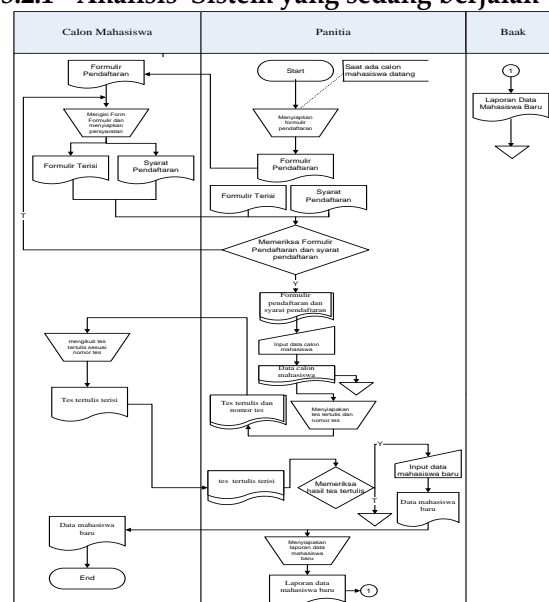 3.2.1 Analisis Sistem yang sedang berjalan
Calon Mahasiswa
Panitia
Baak
Formulir
Pendaftaran
Start
Saat ada calon
mahasiswa datang
1
Mengisi Form
Formulir dan
menyiapkan
persyaratan
Menyiapkan
formulir
pendaftaran
Laporan Data
Mahasiswa Baru
Formulir Terisi
Syarat
Pendaftaran
Formulir
Pendaftaran
Formulir Terisi
Syarat
Pendaftaran
T
Memeriksa Formulir
Pendaftaran dan syarat
pendaftaran
Y
Formulir
pendaftaran dan
syarat pendaftaran
mengikuti tes
tertulis sesuai
nomor tes
Input data calon
mahasiswa
Data calon
mahasiswa
Tes tertulis terisi
Tes tertulis dan
nomor tes
Menyiapakan
tes tertulis dan
nomor tes
tes tertulis terisi
Memeriksa
hasil tes tertulis
Y
T
Input data
mahasiswa baru
Data mahasiswa
baru
Data mahasiswa
baru
Menyiapakan
laporan data
mahasiswa
baru
End
Laporan data
mahasiswa baru
1